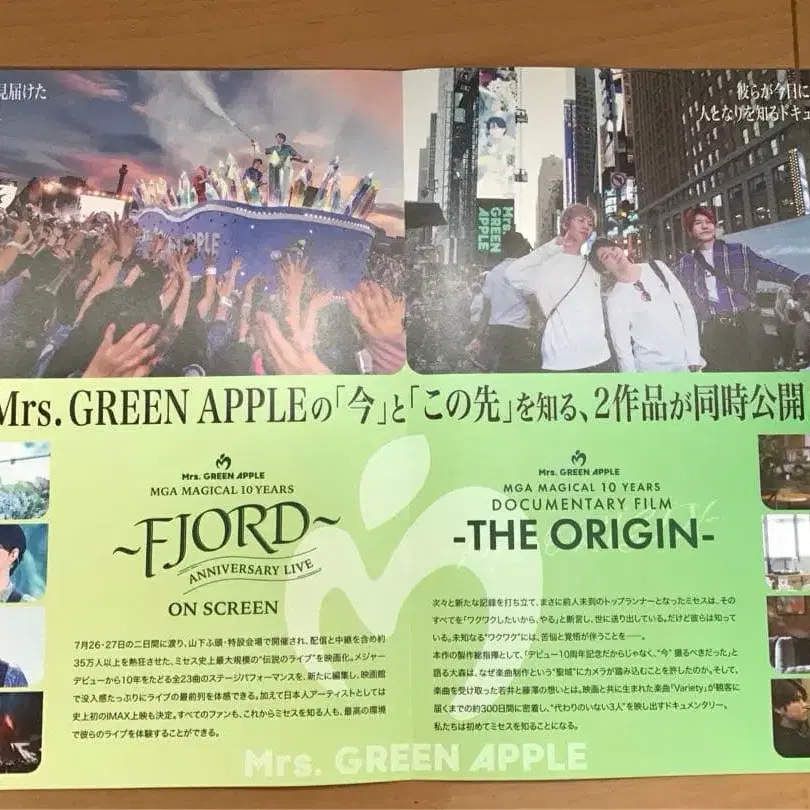 見届けた
彼らが今日に
人となりを知るドキュ
Mrs.
GREEN
APPLE
APPLE
Mrs. GREEN APPLEの「今」と「この先」を知る、2作品が同時公開
Mrs. GREEN APPLE
MGA MAGICAL 10 YEARS
~FJORD~
ANNIVERSARY LIVE
ON SCREEN
7月26・27日の二日間に渡り、山下ふ頭・特設会場で開催され、配信と中継を含め約
35万人以上を熱狂させた、ミセス史上最大規模の“伝説のライブ”を映画化。メジャー
デビューから10年をたどる全23曲のステージパフォーマンスを、新たに編集し、映画館
で没入感たっぷりにライブの最前列を体感できる。加えて日本人アーティストとしては
史上初のIMAX上映も決定。すべてのファンも、これからミセスを知る人も、最高の環境
で彼らのライブを体験することができる。
Mrs. GREEN APPLE
MGA MAGICAL 10 YEARS
DOCUMENTARY FILM
-THE ORIGIN-
次々と新たな記録を打ち立て、まさに前人未到のトップランナーとなったミセスは、その
すべてを「ワクワクしたいから、やる」と断言し、世に送り出している。だけど彼らは知って
いる。未知なる“ワクワク”には、苦悩と覚悟が伴うことを――。
本作の製作総指揮として、「デビュー10周年記念だからじゃなく、“今”撮るべきだった」と
語る大森は、なぜ楽曲制作という“聖域”にカメラが踏み込むことを許したのか。そして、
楽曲を受け取った若井と藤澤の想いとは。映画と共に生まれた楽曲「Variety」が観客に
届くまでの約300日間に密着し、“代わりのいない3人”を映し出すドキュメンタリー。
私たちは初めてミセスを知ることになる。
Mrs. GREEN APPLE